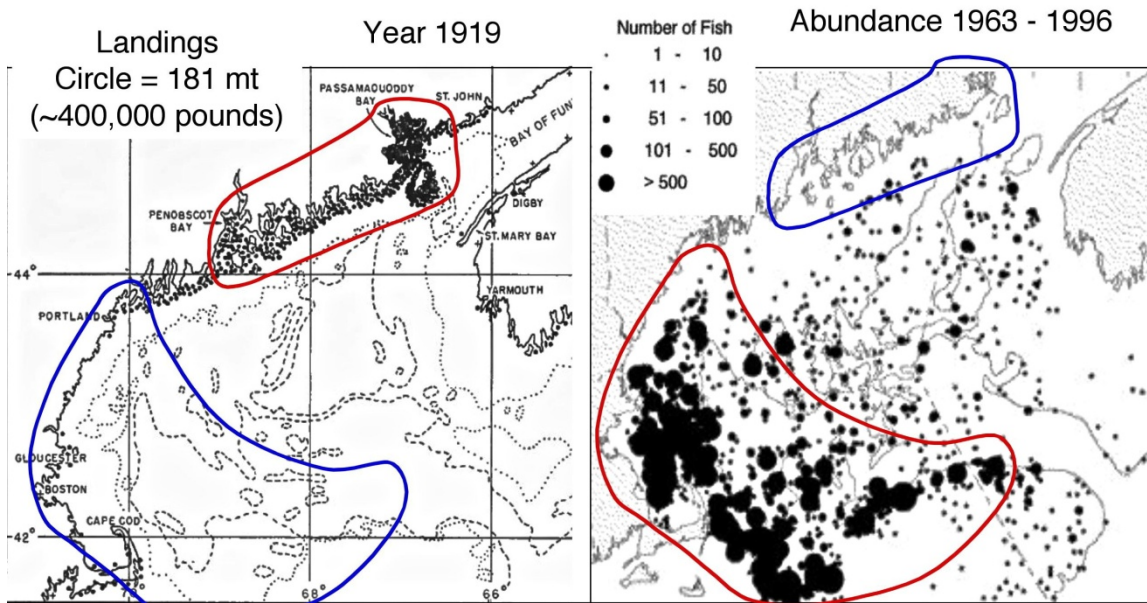 Landings
Circle = 181 mt
(~400,000 pounds)
Year 1919
PASSAMAQUODDY
BAY
ST. JOHN
BAY OF FUN
PENOBSCOT
BAY
DIGBY
ST. MARY BAY
44°
YARMOUTH
PORTLAND
GLOUCESTER
BOSTON
CAPE COD
42°
68
66
Abundance 1963 - 1996
Number of Fish
1 - 10
11 - 50
51 - 100
101 - 500
> 500